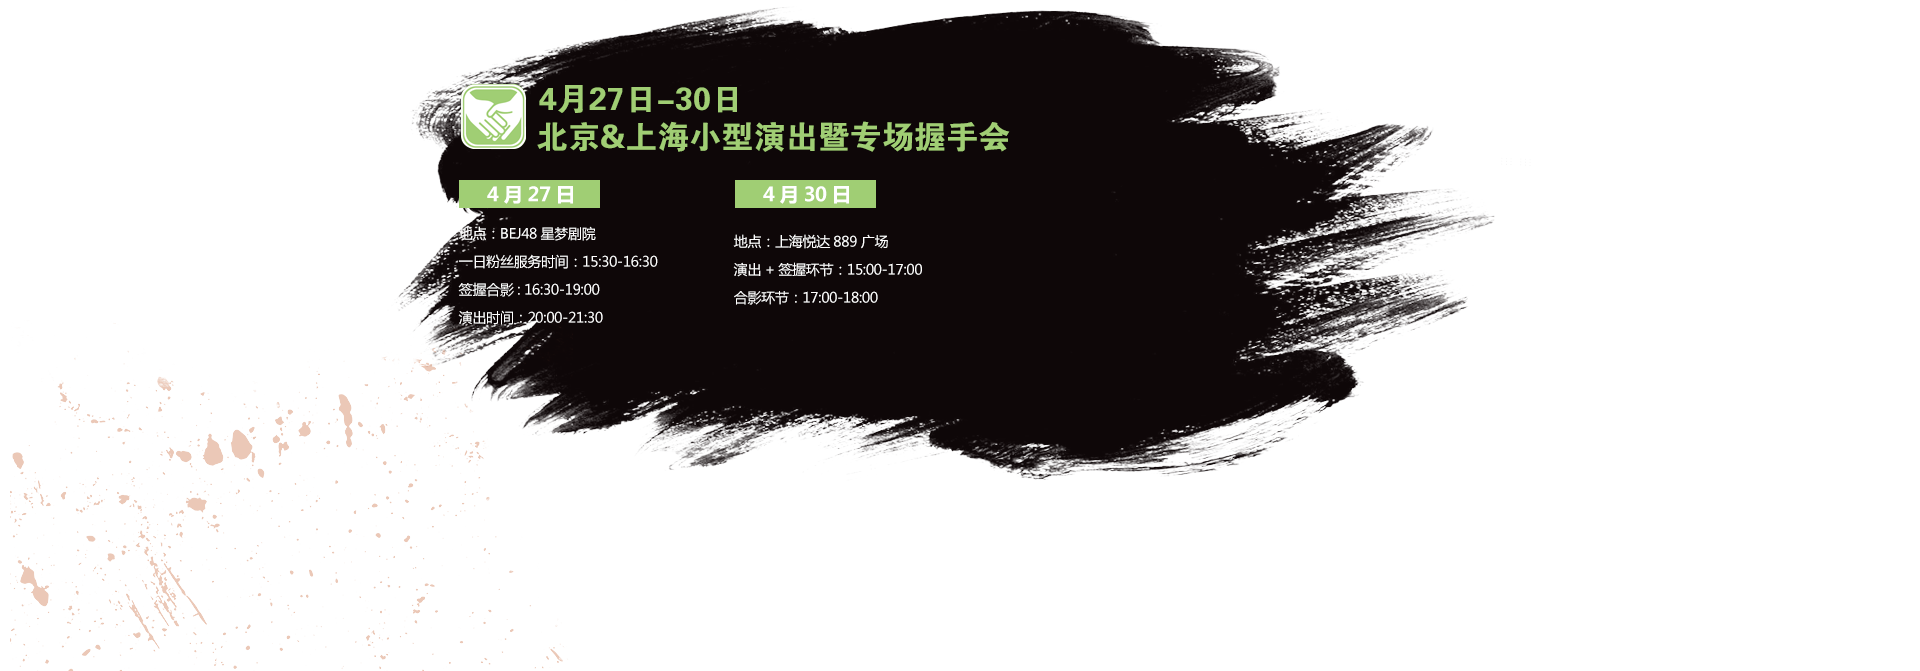 4月27日-30日
北京&上海小型演出暨专场握手会
4月27日
地点：BEJ48 星梦剧院
一日粉丝服务时间：15:30-16:30
签握合影：16:30-19:00
演出时间：20:00-21:30
4月30日
地点：上海悦达 889 广场
演出 + 签握环节：15:00-17:00
合影环节：17:00-18:00